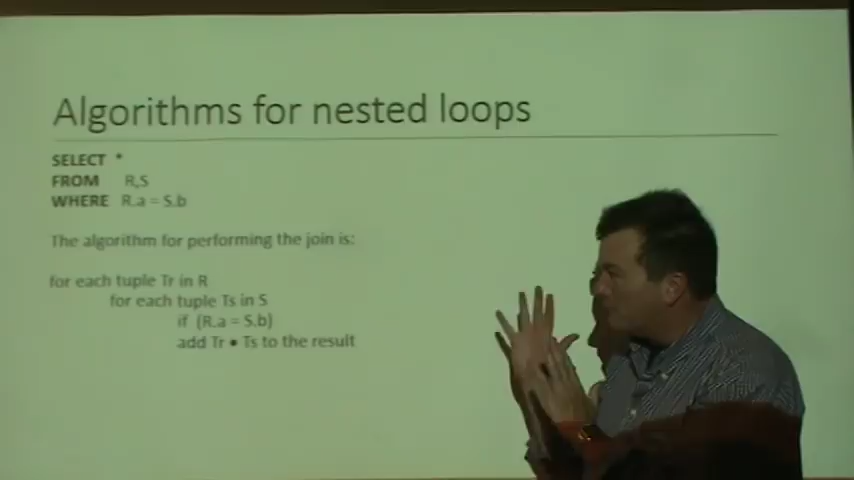 Algorithms for nested loops
SELECT *
FROM R,S
WHERE R.a = S.b
The algorithm for performing the join is:
for each tuple Tr in R
for each tuple Ts in S
if (R.a = S.b)
add Tr • Ts to the result